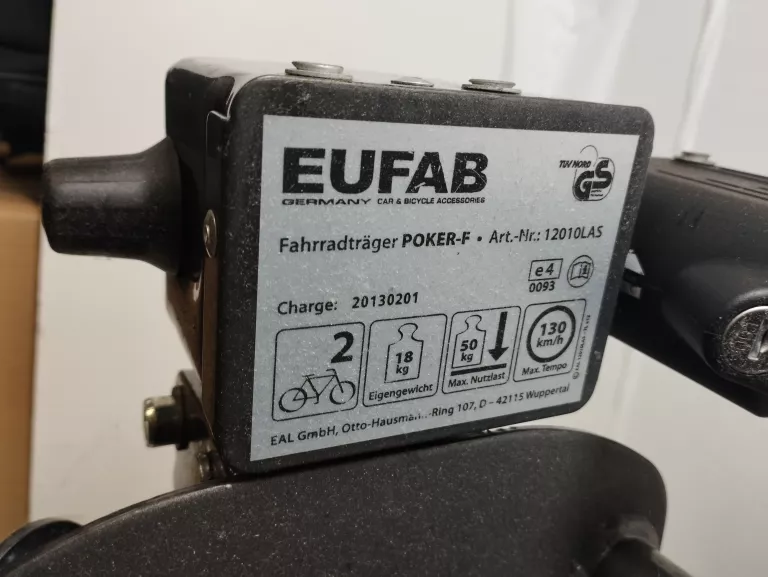 EUFAB
GERMANY CAR & BICYCLE ACCESSORIES
TÜV NORD
GS
Fahrradträger POKER-F • Art.-Nr.: 12010LAS
e4
0093
Charge: 20130201
2
18
kg
Eigengewicht
50
kg
Max. Nutzlast
130
km/h
Max. Tempo
EAL GmbH, Otto-Hausmann-Ring 107, D – 42115 Wuppertal